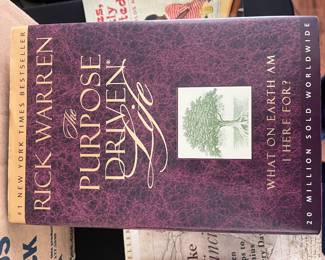 #1 NEW YORK TIMES BESTSELLER
RICK WARREN
The
PURPOSE
DRIVEN®
Life
WHAT ON EARTH AM
I HERE FOR?
20 MILLION SOLD WORLDWIDE